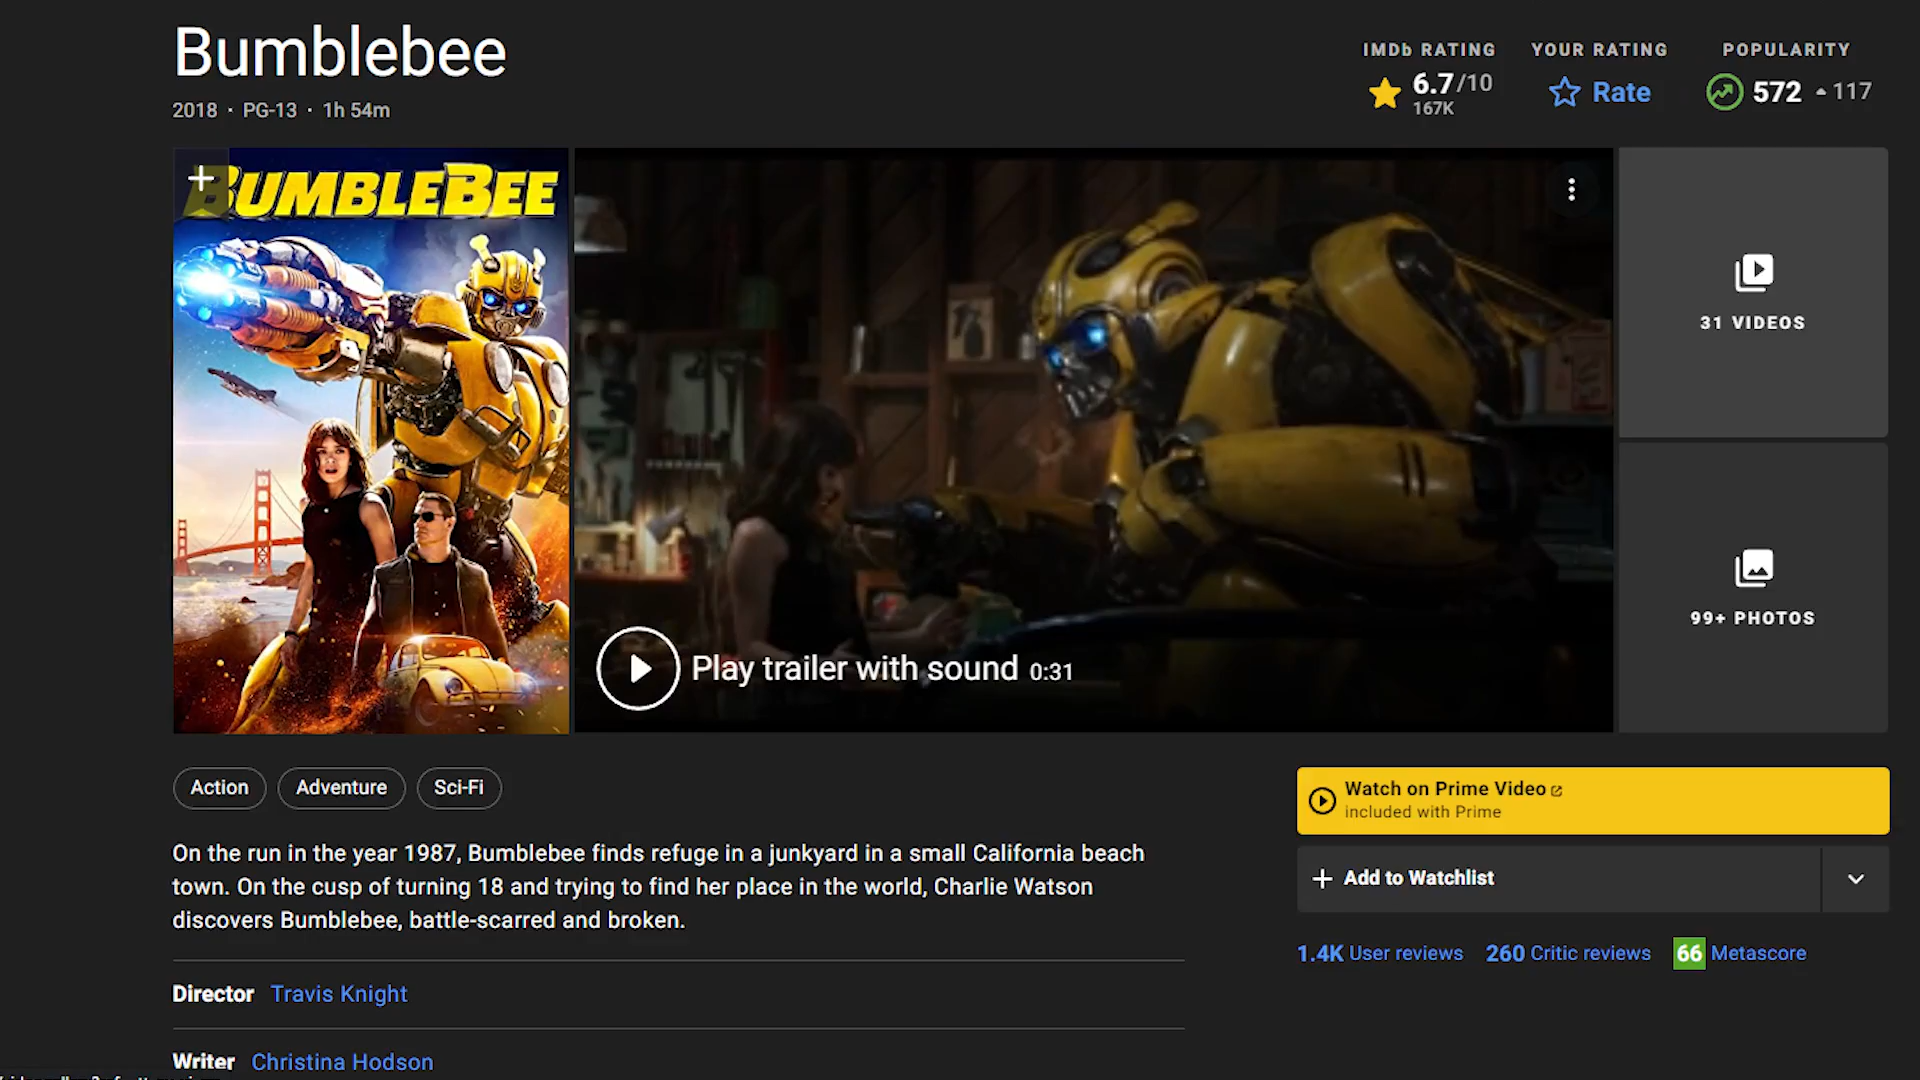 Bumblebee
2018 · PG-13 · 1h 54m
IMDb RATING
6.7/10
167K
YOUR RATING
Rate
POPULARITY
572 117
BUMBLEBEE
Play trailer with sound 0:31
31 VIDEOS
99+ PHOTOS
Action
Adventure
Sci-Fi
On the run in the year 1987, Bumblebee finds refuge in a junkyard in a small California beach
town. On the cusp of turning 18 and trying to find her place in the world, Charlie Watson
discovers Bumblebee, battle-scarred and broken.
Director Travis Knight
Writer Christina Hodson
Watch on Prime Video
included with Prime
Add to Watchlist
1.4K User reviews 260 Critic reviews 66 Metascore